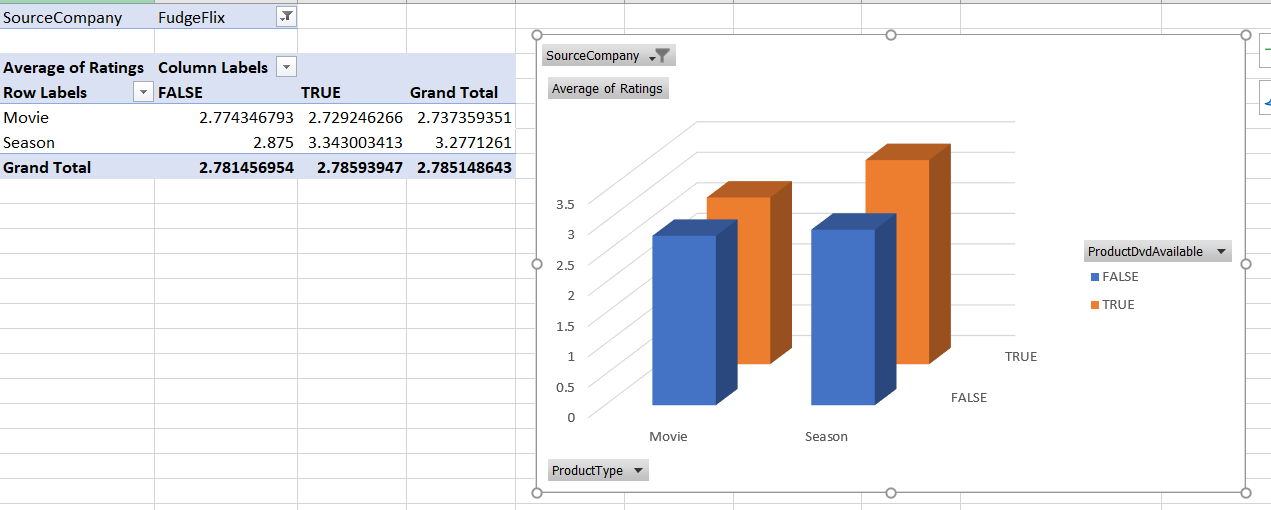 SourceCompany FudgeFlix
Average of Ratings Column Labels
Row Labels FALSE TRUE Grand Total
Movie 2.774346793 2.729246266 2.737359351
Season 2.875 3.343003413 3.2771261
Grand Total 2.781456954 2.78593947 2.785148643
SourceCompany
Average of Ratings
3.5
3
2.5
2
1.5
1
0.5
0
TRUE
FALSE
Movie Season
ProductType
ProductDvdAvailable
FALSE
TRUE